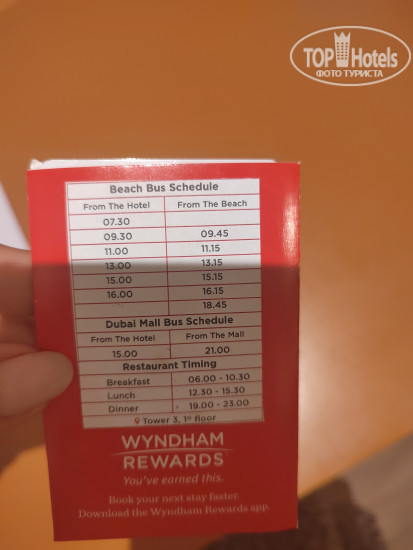 TOP Hotels
ФОТО ТУРИСТА
Beach Bus Schedule
From The Hotel From The Beach
07.30
09.30 09.45
11.00 11.15
13.00 13.15
15.00 15.15
16.00 16.15
18.45
Dubai Mall Bus Schedule
From The Hotel From The Mall
15.00 21.00
Restaurant Timing
Breakfast 06.00 - 10.30
Lunch 12.30 - 15.30
Dinner 19.00 - 23.00
Tower 3, 1st floor
WYNDHAM
REWARDS
You've earned this.
Book your next stay faster.
Download the Wyndham Rewards app.